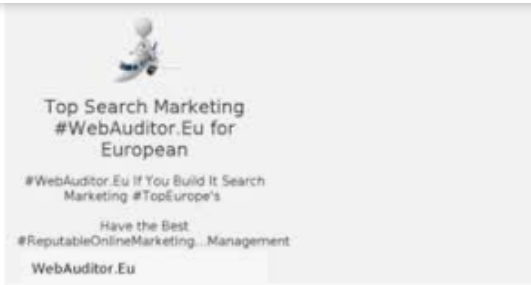 Top Search Marketing
#WebAuditor.Eu for
European
#WebAuditor.Eu If You Build It Search
Marketing #TopEurope's
Have the Best
#ReputableOnlineMarketing...Management
WebAuditor.Eu